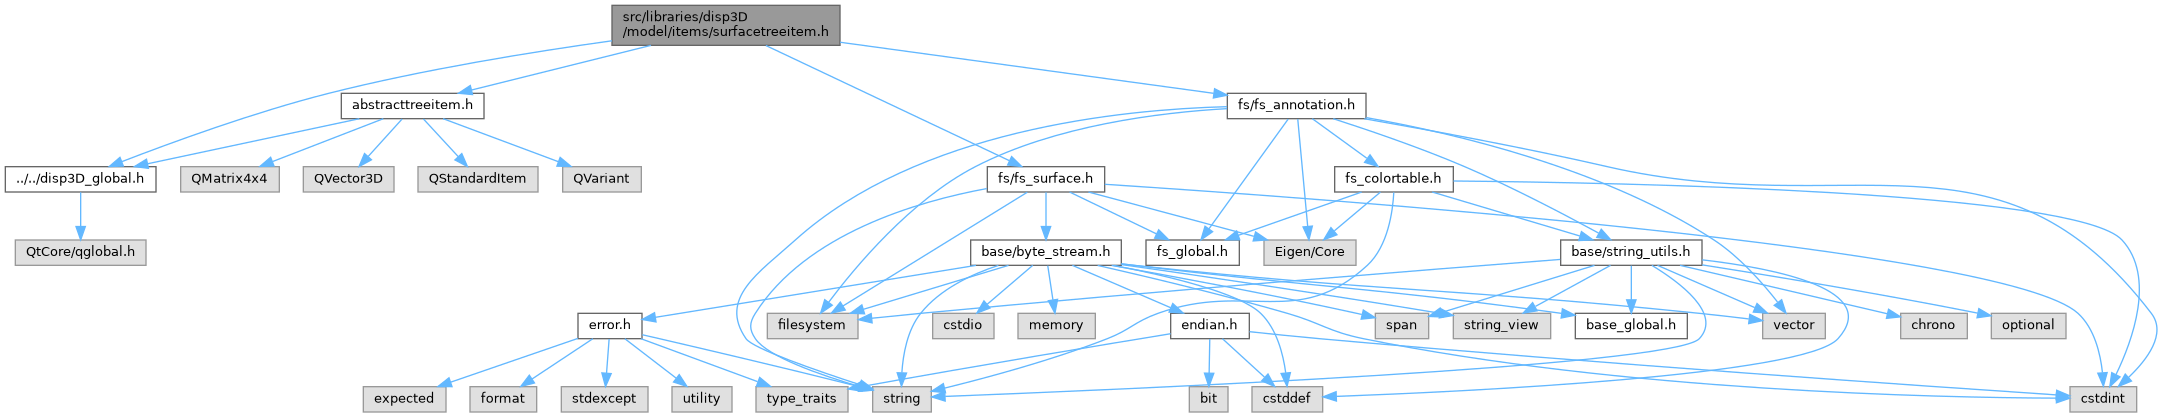 src/libraries/disp3D
/model/items/surfacetreeitem.h
abstracttreeitem.h
fs/fs_annotation.h
../../disp3D_global.h
QMatrix4x4
QVector3D
QStandardItem
QVariant
fs/fs_surface.h
fs_colortable.h
QtCore/qglobal.h
base/byte_stream.h
fs_global.h
Eigen/Core
base/string_utils.h
error.h
filesystem
cstdio
memory
endian.h
span
string_view
base_global.h
vector
chrono
optional
expected
format
stdexcept
utility
type_traits
string
bit
cstddef
cstdint